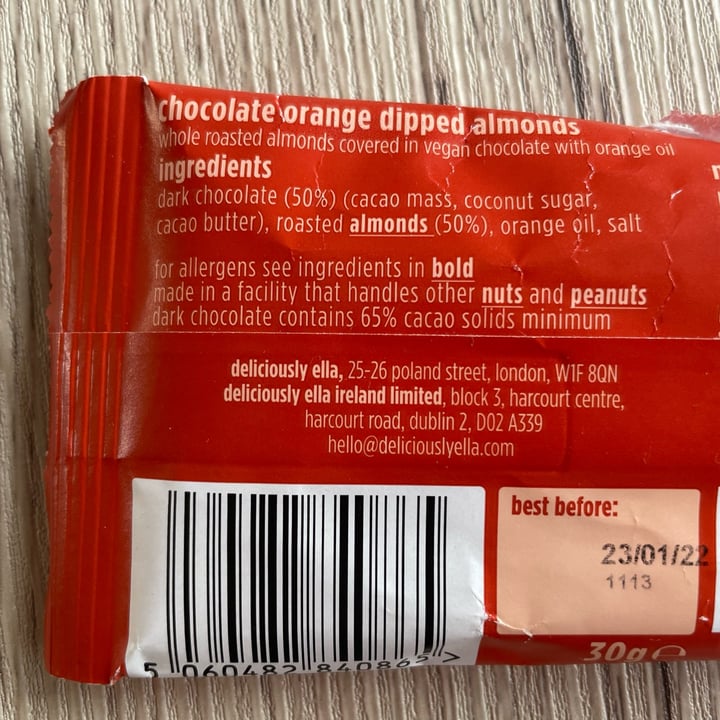 chocolate orange dipped almonds
whole roasted almonds covered in vegan chocolate with orange oil
ingredients
dark chocolate (50%) (cacao mass, coconut sugar,
cacao butter), roasted almonds (50%), orange oil, salt
for allergens see ingredients in bold
made in a facility that handles other nuts and peanuts
dark chocolate contains 65% cacao solids minimum
deliciously ella, 25-26 poland street, london, W1F 8QN
deliciously ella ireland limited, block 3, harcourt centre,
harcourt road, dublin 2, D02 A339
hello@deliciouslyella.com
best before:
23/01/22
1113
5 060482 840865 >
30g ℮